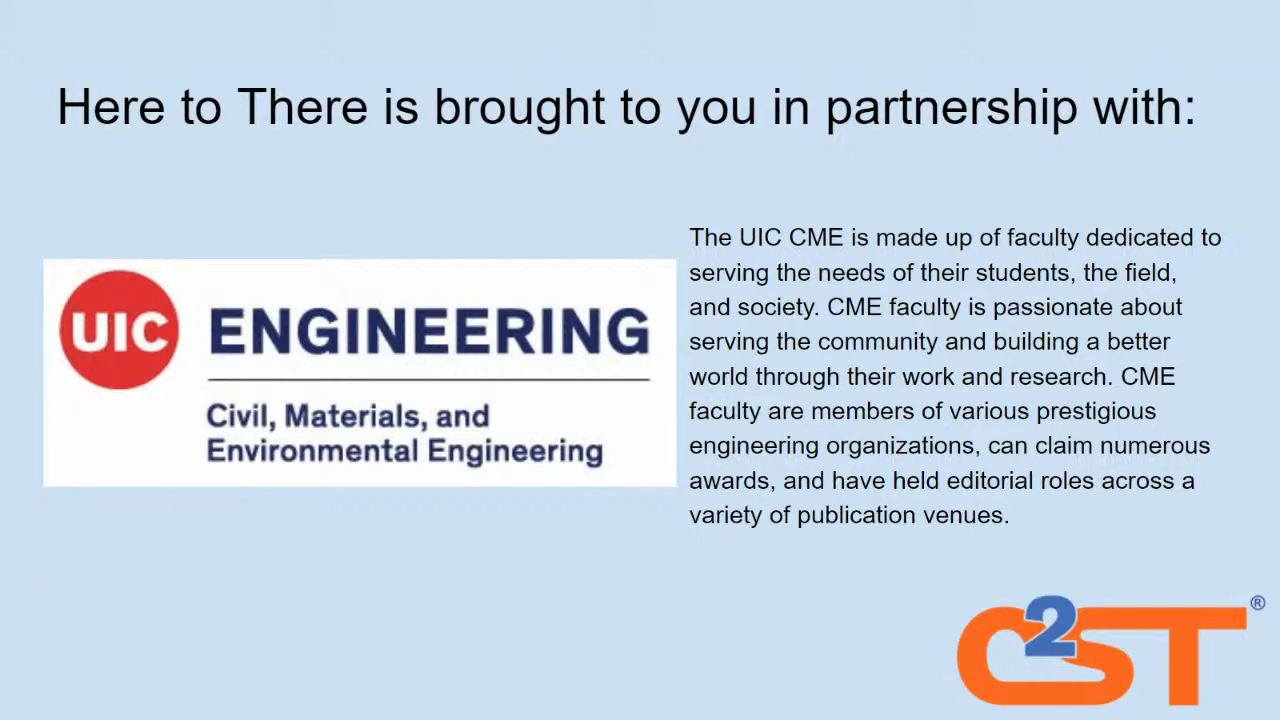 Here to There is brought to you in partnership with:
UIC
ENGINEERING
Civil, Materials, and
Environmental Engineering
The UIC CME is made up of faculty dedicated to
serving the needs of their students, the field,
and society. CME faculty is passionate about
serving the community and building a better
world through their work and research. CME
faculty are members of various prestigious
engineering organizations, can claim numerous
awards, and have held editorial roles across a
variety of publication venues.
C2ST®